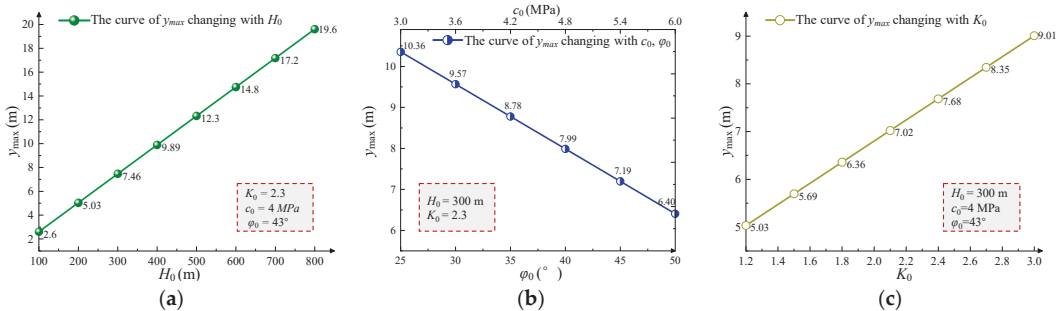 The curve of ymax changing with H0
20
18
16
14
12
10
8
6
4
2
ymax (m)
2.6
5.03
7.46
9.89
12.3
14.8
17.2
19.6
K0 = 2.3
c0 = 4 MPa
φ0 = 43°
100 200 300 400 500 600 700 800
H0 (m)
(a)
c0 (MPa)
3.0 3.6 4.2 4.8 5.4 6.0
The curve of ymax changing with c0, φ0
10
9
8
7
6
ymax (m)
10.36
9.57
8.78
7.99
7.19
6.40
H0 = 300 m
K0 = 2.3
25 30 35 40 45 50
φ0 (°)
(b)
The curve of ymax changing with K0
9
8
7
6
5
ymax (m)
5.03
5.69
6.36
7.02
7.68
8.35
9.01
H0 = 300 m
c0=4 MPa
φ0=43°
1.2 1.4 1.6 1.8 2.0 2.2 2.4 2.6 2.8 3.0
K0
(c)